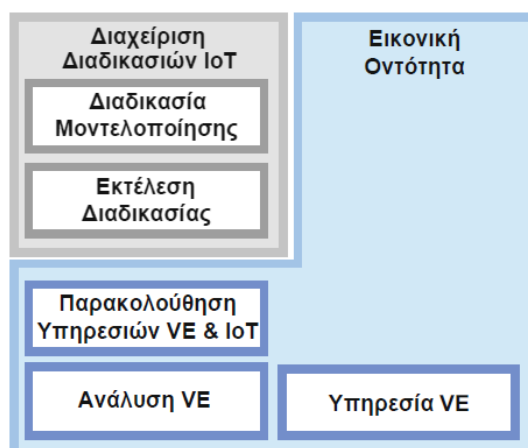 Διαχείριση
Διαδικασιών IoT
Διαδικασία
Μοντελοποίησης
Εκτέλεση
Διαδικασίας
Εικονική
Οντότητα
Παρακολούθηση
Υπηρεσιών VE & IoT
Ανάλυση VE
Υπηρεσία VE